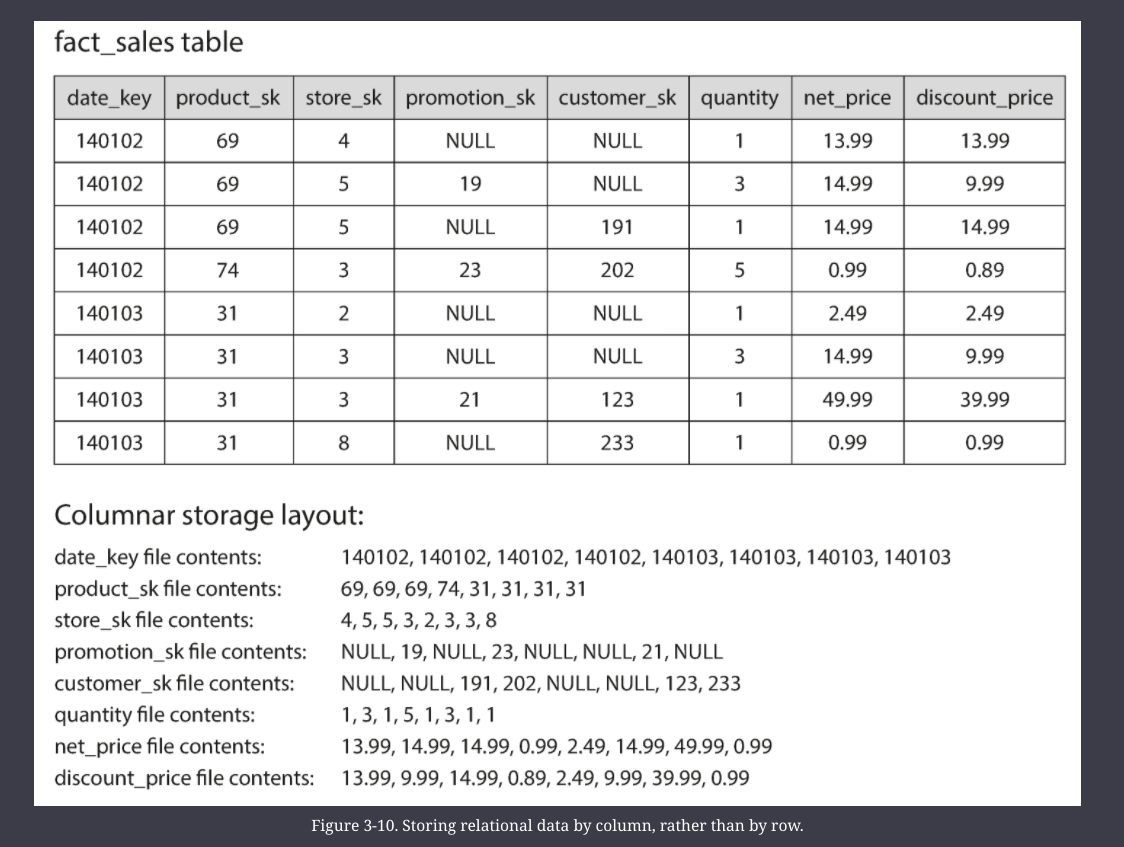 fact_sales table
date_key product_sk store_sk promotion_sk customer_sk quantity net_price discount_price
140102 69 4 NULL NULL 1 13.99 13.99
140102 69 5 19 NULL 3 14.99 9.99
140102 69 5 NULL 191 1 14.99 14.99
140102 74 3 23 202 5 0.99 0.89
140103 31 2 NULL NULL 1 2.49 2.49
140103 31 3 NULL NULL 3 14.99 9.99
140103 31 3 21 123 1 49.99 39.99
140103 31 8 NULL 233 1 0.99 0.99
Columnar storage layout:
date_key file contents: 140102, 140102, 140102, 140102, 140103, 140103, 140103, 140103
product_sk file contents: 69, 69, 69, 74, 31, 31, 31, 31
store_sk file contents: 4, 5, 5, 3, 2, 3, 3, 8
promotion_sk file contents: NULL, 19, NULL, 23, NULL, NULL, 21, NULL
customer_sk file contents: NULL, NULL, 191, 202, NULL, NULL, 123, 233
quantity file contents: 1, 3, 1, 5, 1, 3, 1, 1
net_price file contents: 13.99, 14.99, 14.99, 0.99, 2.49, 14.99, 49.99, 0.99
discount_price file contents: 13.99, 9.99, 14.99, 0.89, 2.49, 9.99, 39.99, 0.99
Figure 3-10. Storing relational data by column, rather than by row.